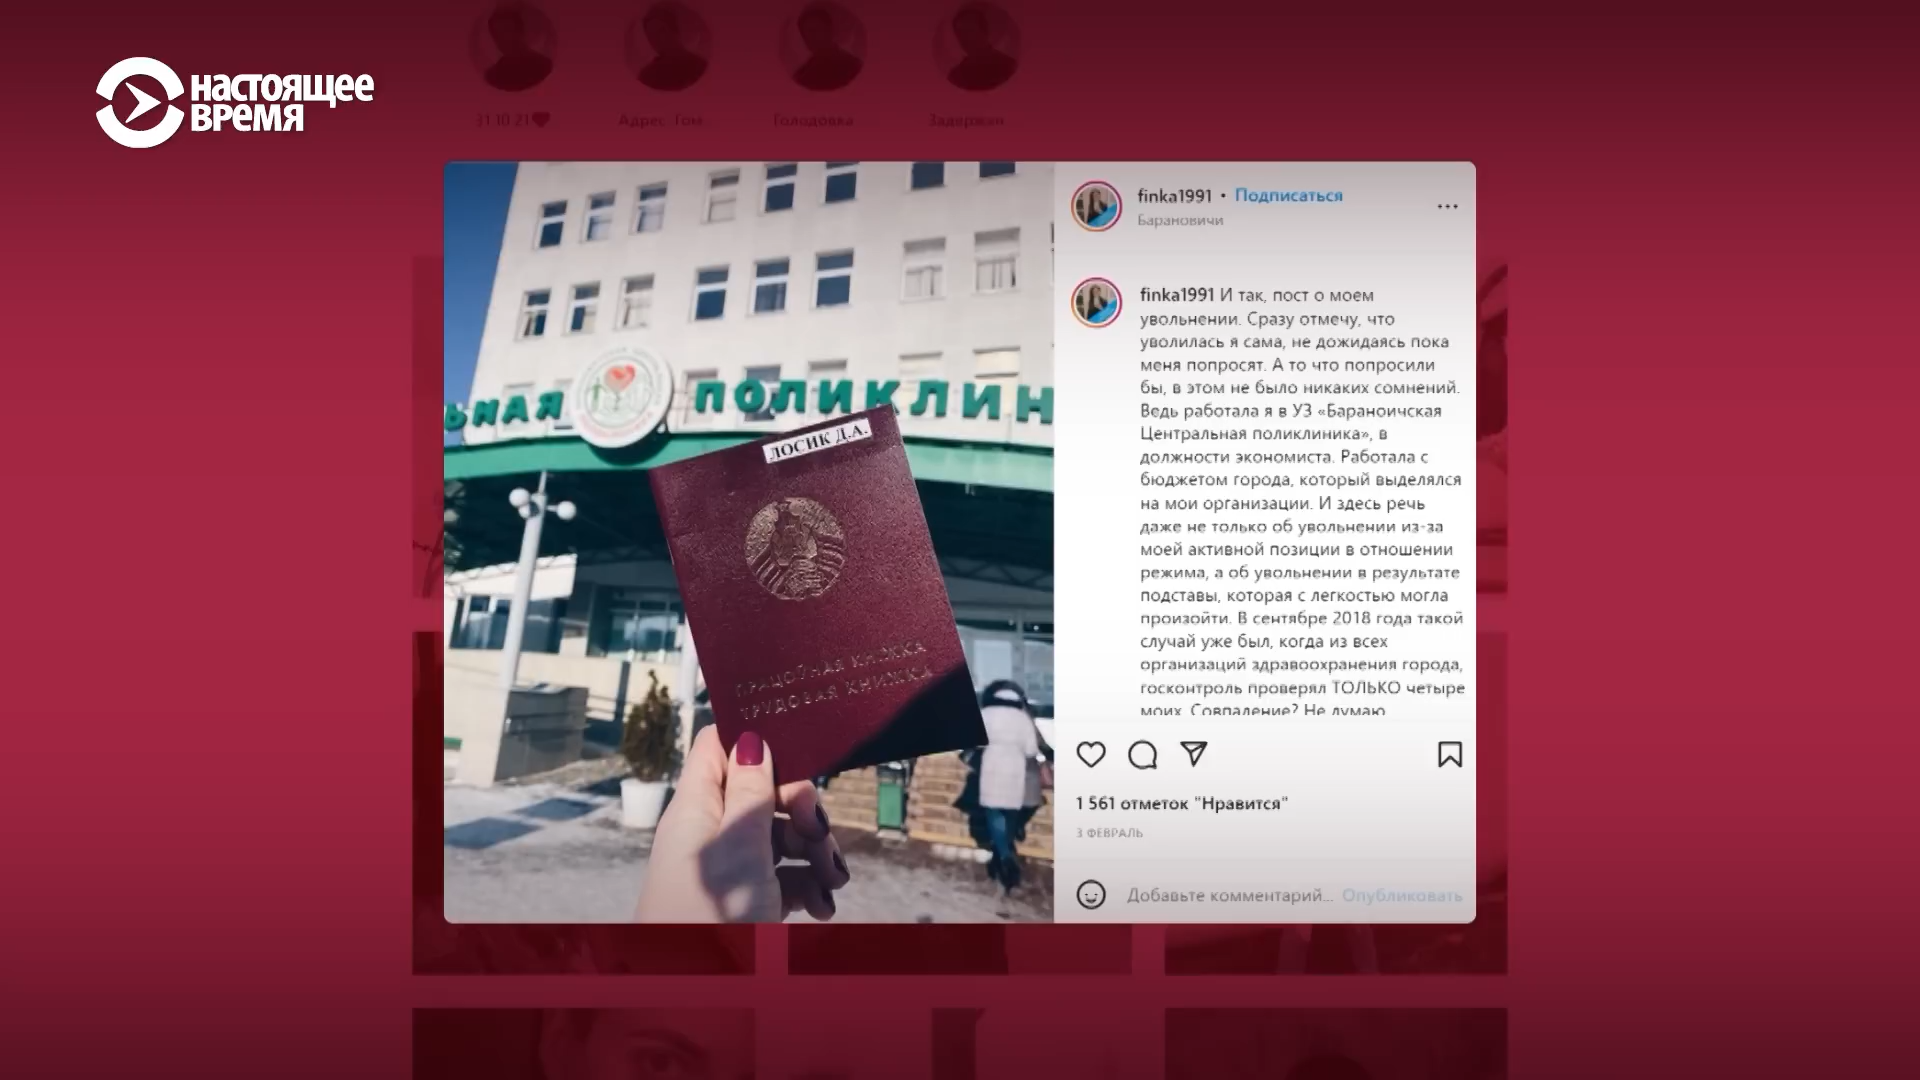 НАСТОЯЩЕЕ
ВРЕМЯ
31.10.21
Адрес. Гом
Голодовка
Задержан
ЬНАЯ ПОЛИКЛИН
ЛОСИК Д.А.
ПРАЦОЎНАЯ КНІЖКА
ТРУДОВАЯ КНИЖКА
finka1991 • Подписаться
Барановичи
finka1991 И так, пост о моем
увольнении. Сразу отмечу, что
уволилась я сама, не дожидаясь пока
меня попросят. А то что попросили
бы, в этом не было никаких сомнений.
Ведь работала я в УЗ «Бараноичская
Центральная поликлиника», в
должности экономиста. Работала с
бюджетом города, который выделялся
на мои организации. И здесь речь
даже не только об увольнении из-за
моей активной позиции в отношении
режима, а об увольнении в результате
подставы, которая с легкостью могла
произойти. В сентябре 2018 года такой
случай уже был, когда из всех
организаций здравоохранения города,
госконтроль проверял ТОЛЬКО четыре
моих. Совпадение? Не думаю
1 561 отметок "Нравится"
3 ФЕВРАЛЬ
Добавьте комментарий... Опубликовать